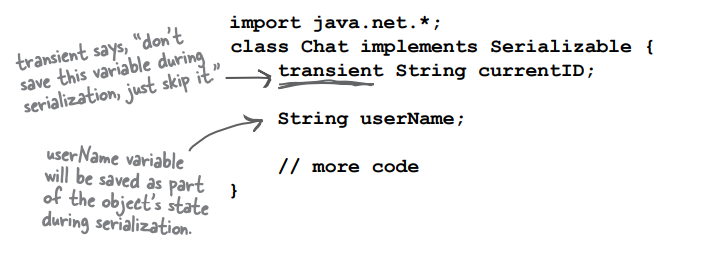 import java.net.*;
class Chat implements Serializable {
transient String currentID;
String userName;
// more code
}
transient says, “don't
save this variable during
serialization, just skip it”
userName variable
will be saved as part
of the object's state
during serialization.